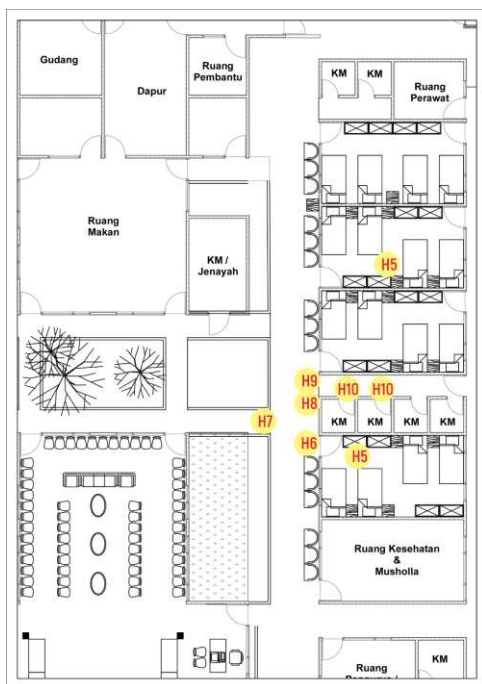 Gudang
Dapur
Ruang
Pembantu
KM
KM
Ruang
Perawat
Ruang
Makan
KM /
Jenayah
H5
H9
H10
H10
H8
H7
KM
KM
KM
KM
H6
H5
Ruang Kesehatan
&
Musholla
Ruang
KM